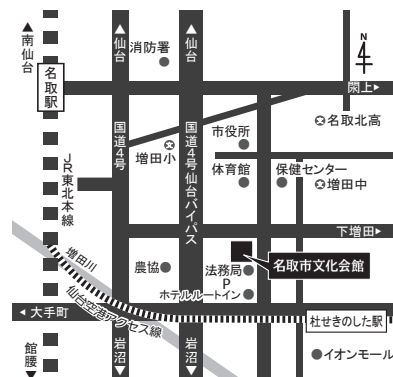 ▲南仙台
▲仙台
消防署
▲仙台
N
名取駅
閖上▶
国道4号
国道4号仙台バイパス
増田小
市役所
名取北高
体育館
保健センター
増田中
JR東北本線
下増田▶
増田川
農協
法務局
名取市文化会館
P
ホテルルートイン
仙台空港アクセス線
◀大手町
杜せきのした駅
館腰▼
岩沼▼
岩沼▼
イオンモール